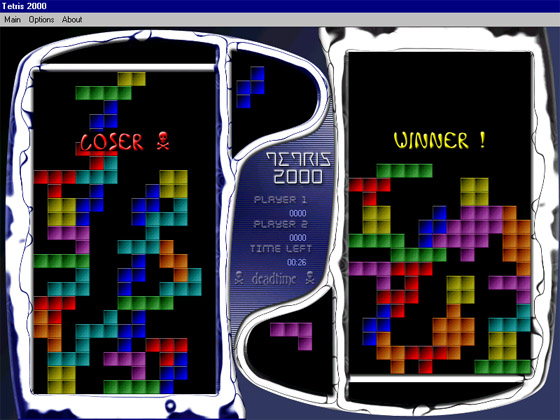 Tetris 2000
Main Options About
LOSER
WINNER !
TETRIS
2000
PLAYER 1
0000
PLAYER 2
0000
TIME LEFT
00:26
deadtime